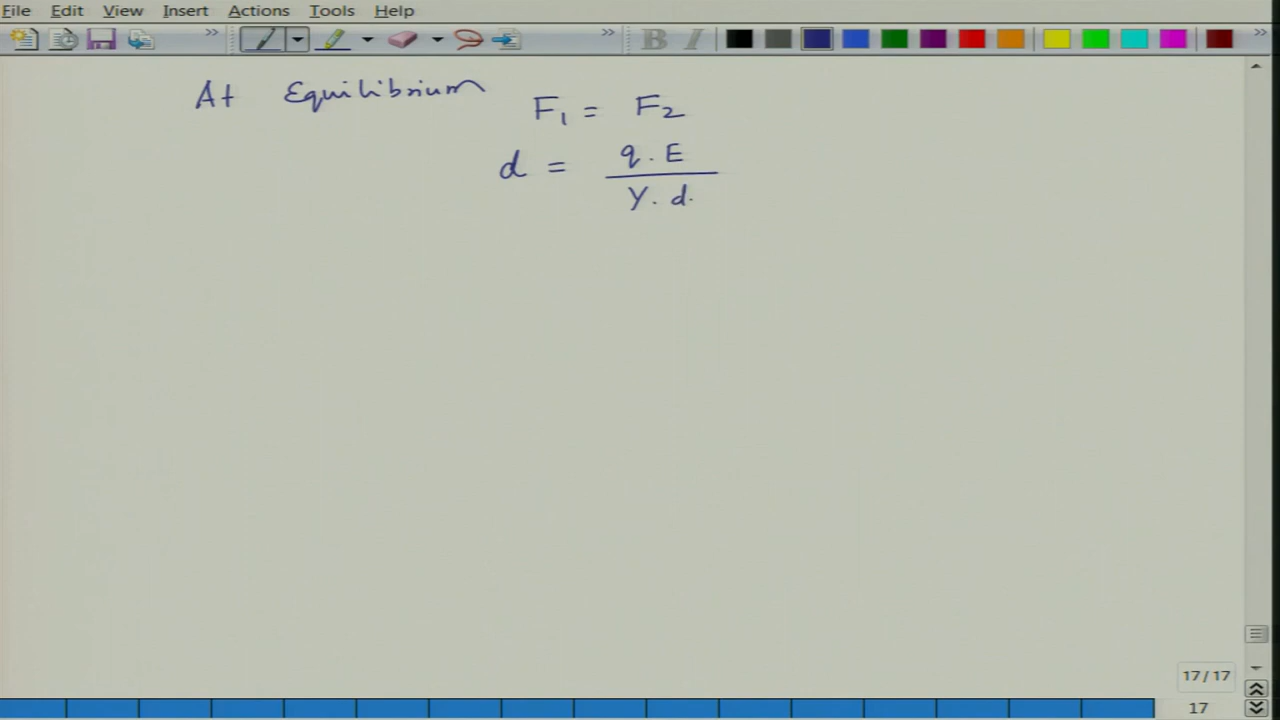 File Edit View Insert Actions Tools Help
B I
At Equilibrium
F₁ = F₂
d = q . E
Y . d .
17 / 17
17